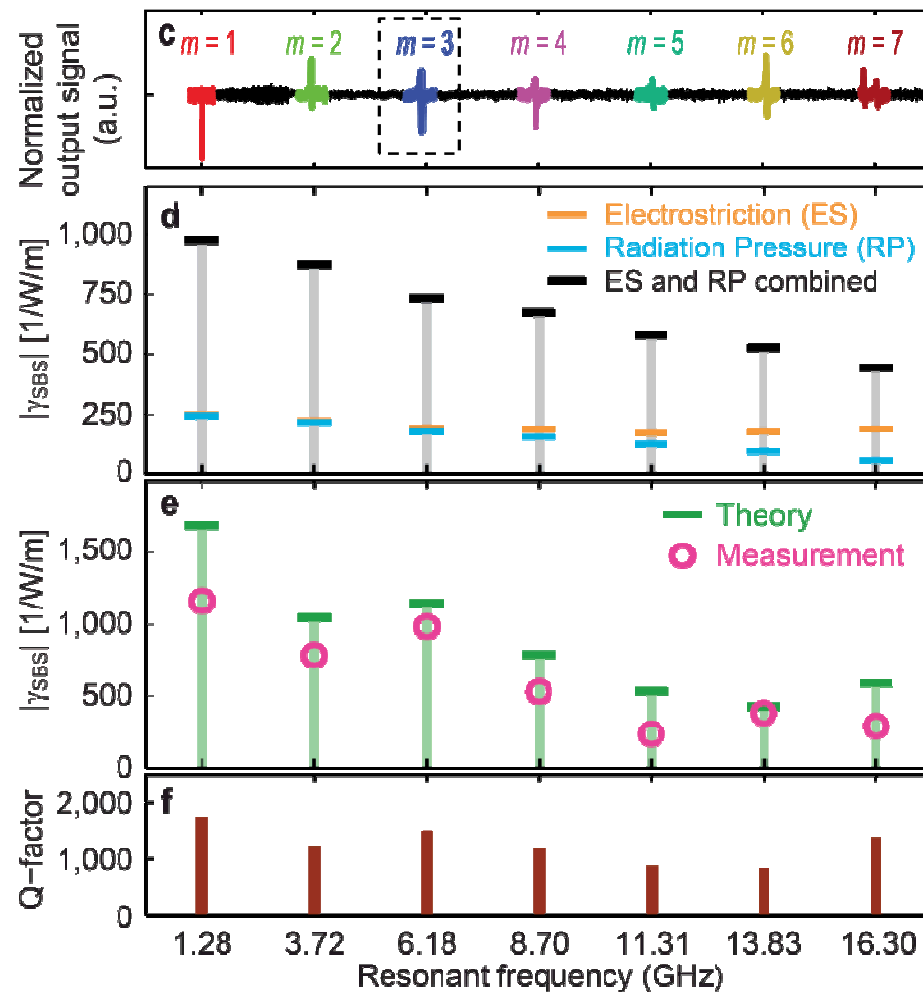 c
m = 1 m = 2 m = 3 m = 4 m = 5 m = 6 m = 7
Normalized
output signal
(a.u.)
d
Electrostriction (ES)
Radiation Pressure (RP)
ES and RP combined
|γSBS| [1/W/m]
1,000
750
500
250
0
e
Theory
Measurement
|γSBS| [1/W/m]
1,500
1,000
500
0
f
Q-factor
2,000
1,000
0
1.28 3.72 6.18 8.70 11.31 13.83 16.30
Resonant frequency (GHz)